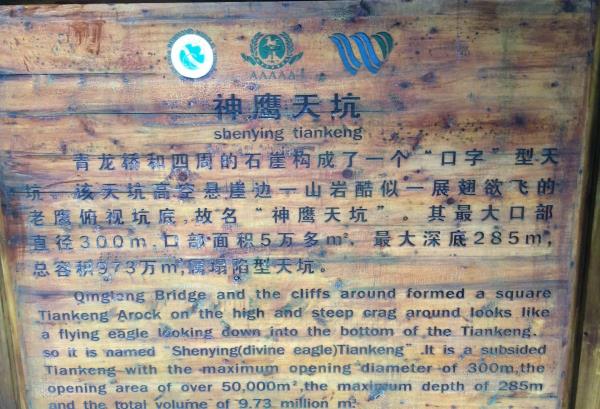 AAAAA
神鹰天坑
shenying tiankeng
青龙桥和四周的石崖构成了一个“口字”型天
坑。该天坑高空悬崖边一山岩酷似一展翅欲飞的
老鹰俯视坑底,故名“神鹰天坑”。其最大口部
直径300m,口部面积5万多m²,最大深底285m,
总容积973万m³,属塌陷型天坑。
Qinglong Bridge and the cliffs around formed a square
Tiankeng Arock on the high and steep crag around looks like
a flying eagle looking down into the bottom of the Tiankeng.
so it is named "Shenying(divine eagle)Tiankeng".It is a subsided
Tiankeng with the maximum opening diameter of 300m,the
opening area of over 50,000m²,the maximum depth of 285m
and the total volume of 9.73 million m³